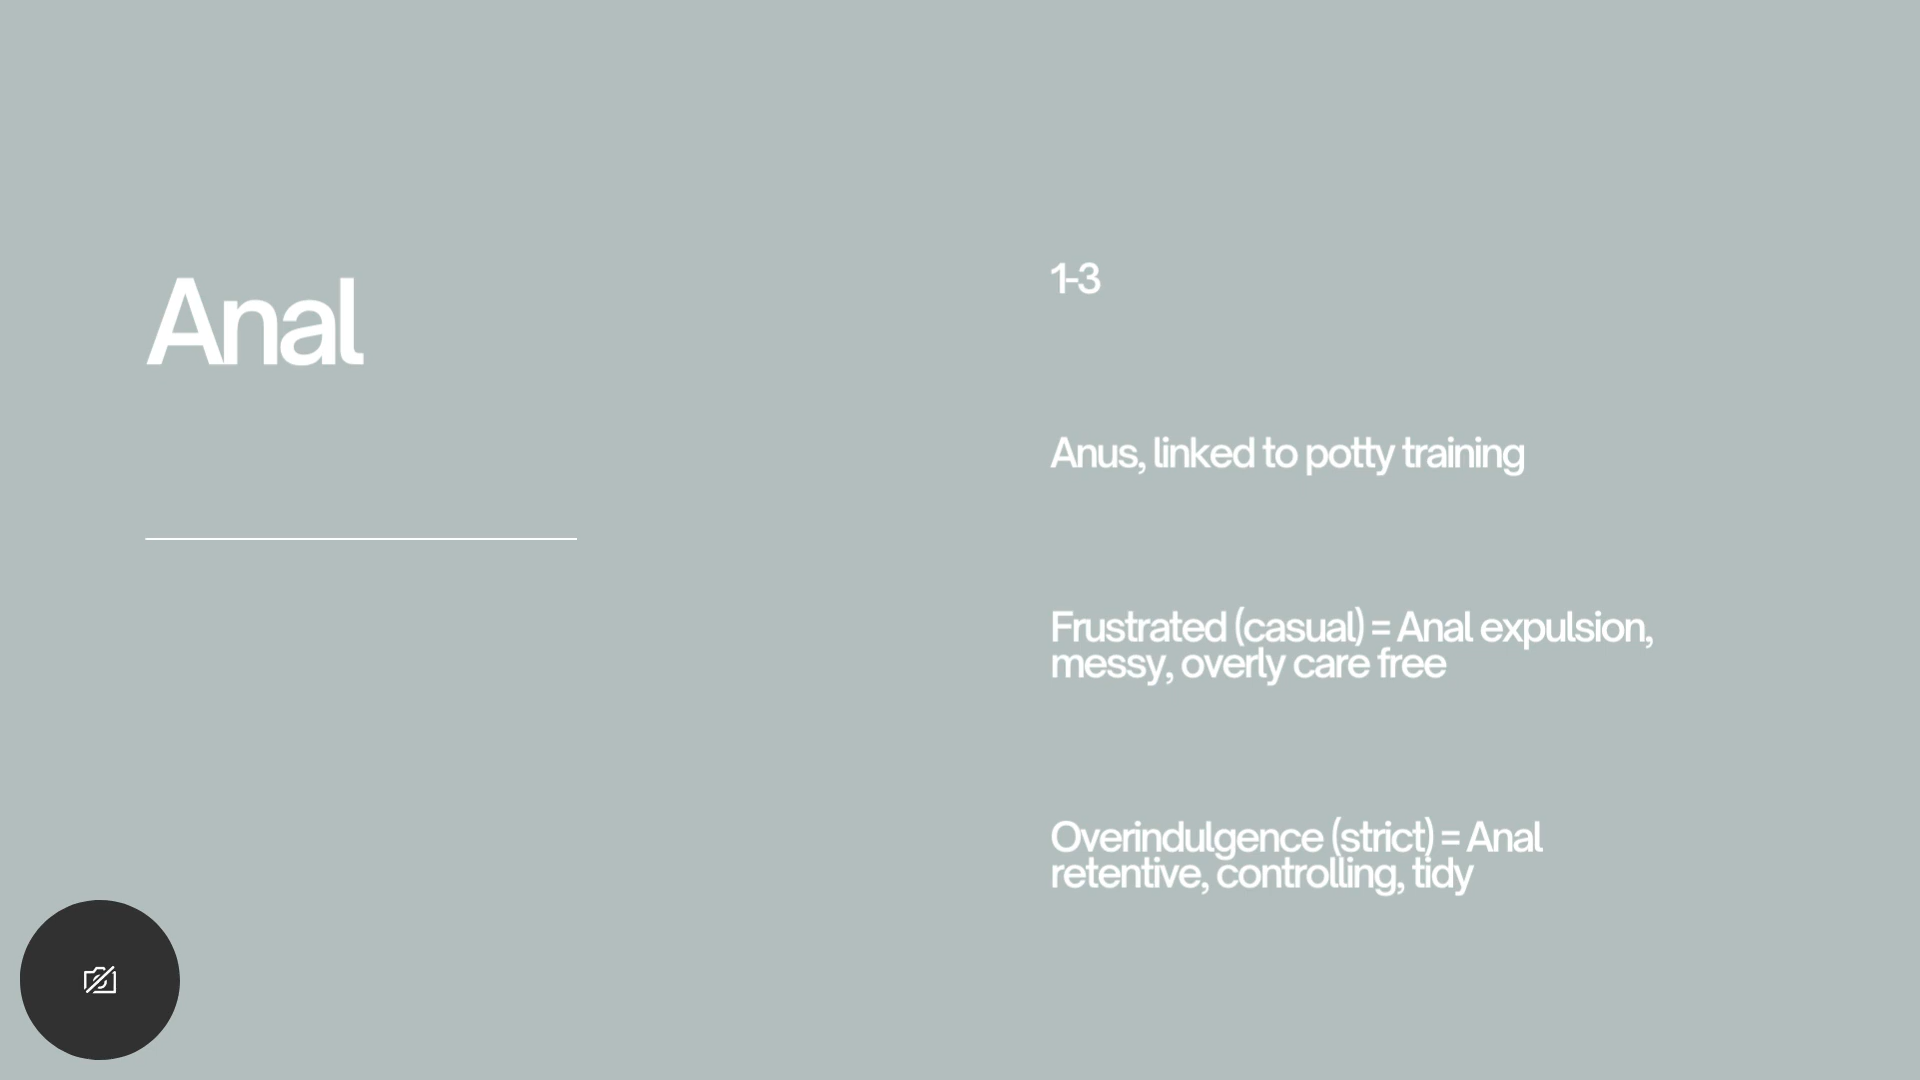 Anal
1-3
Anus, linked to potty training
Frustrated (casual) = Anal expulsion,
messy, overly care free
Overindulgence (strict) = Anal
retentive, controlling, tidy